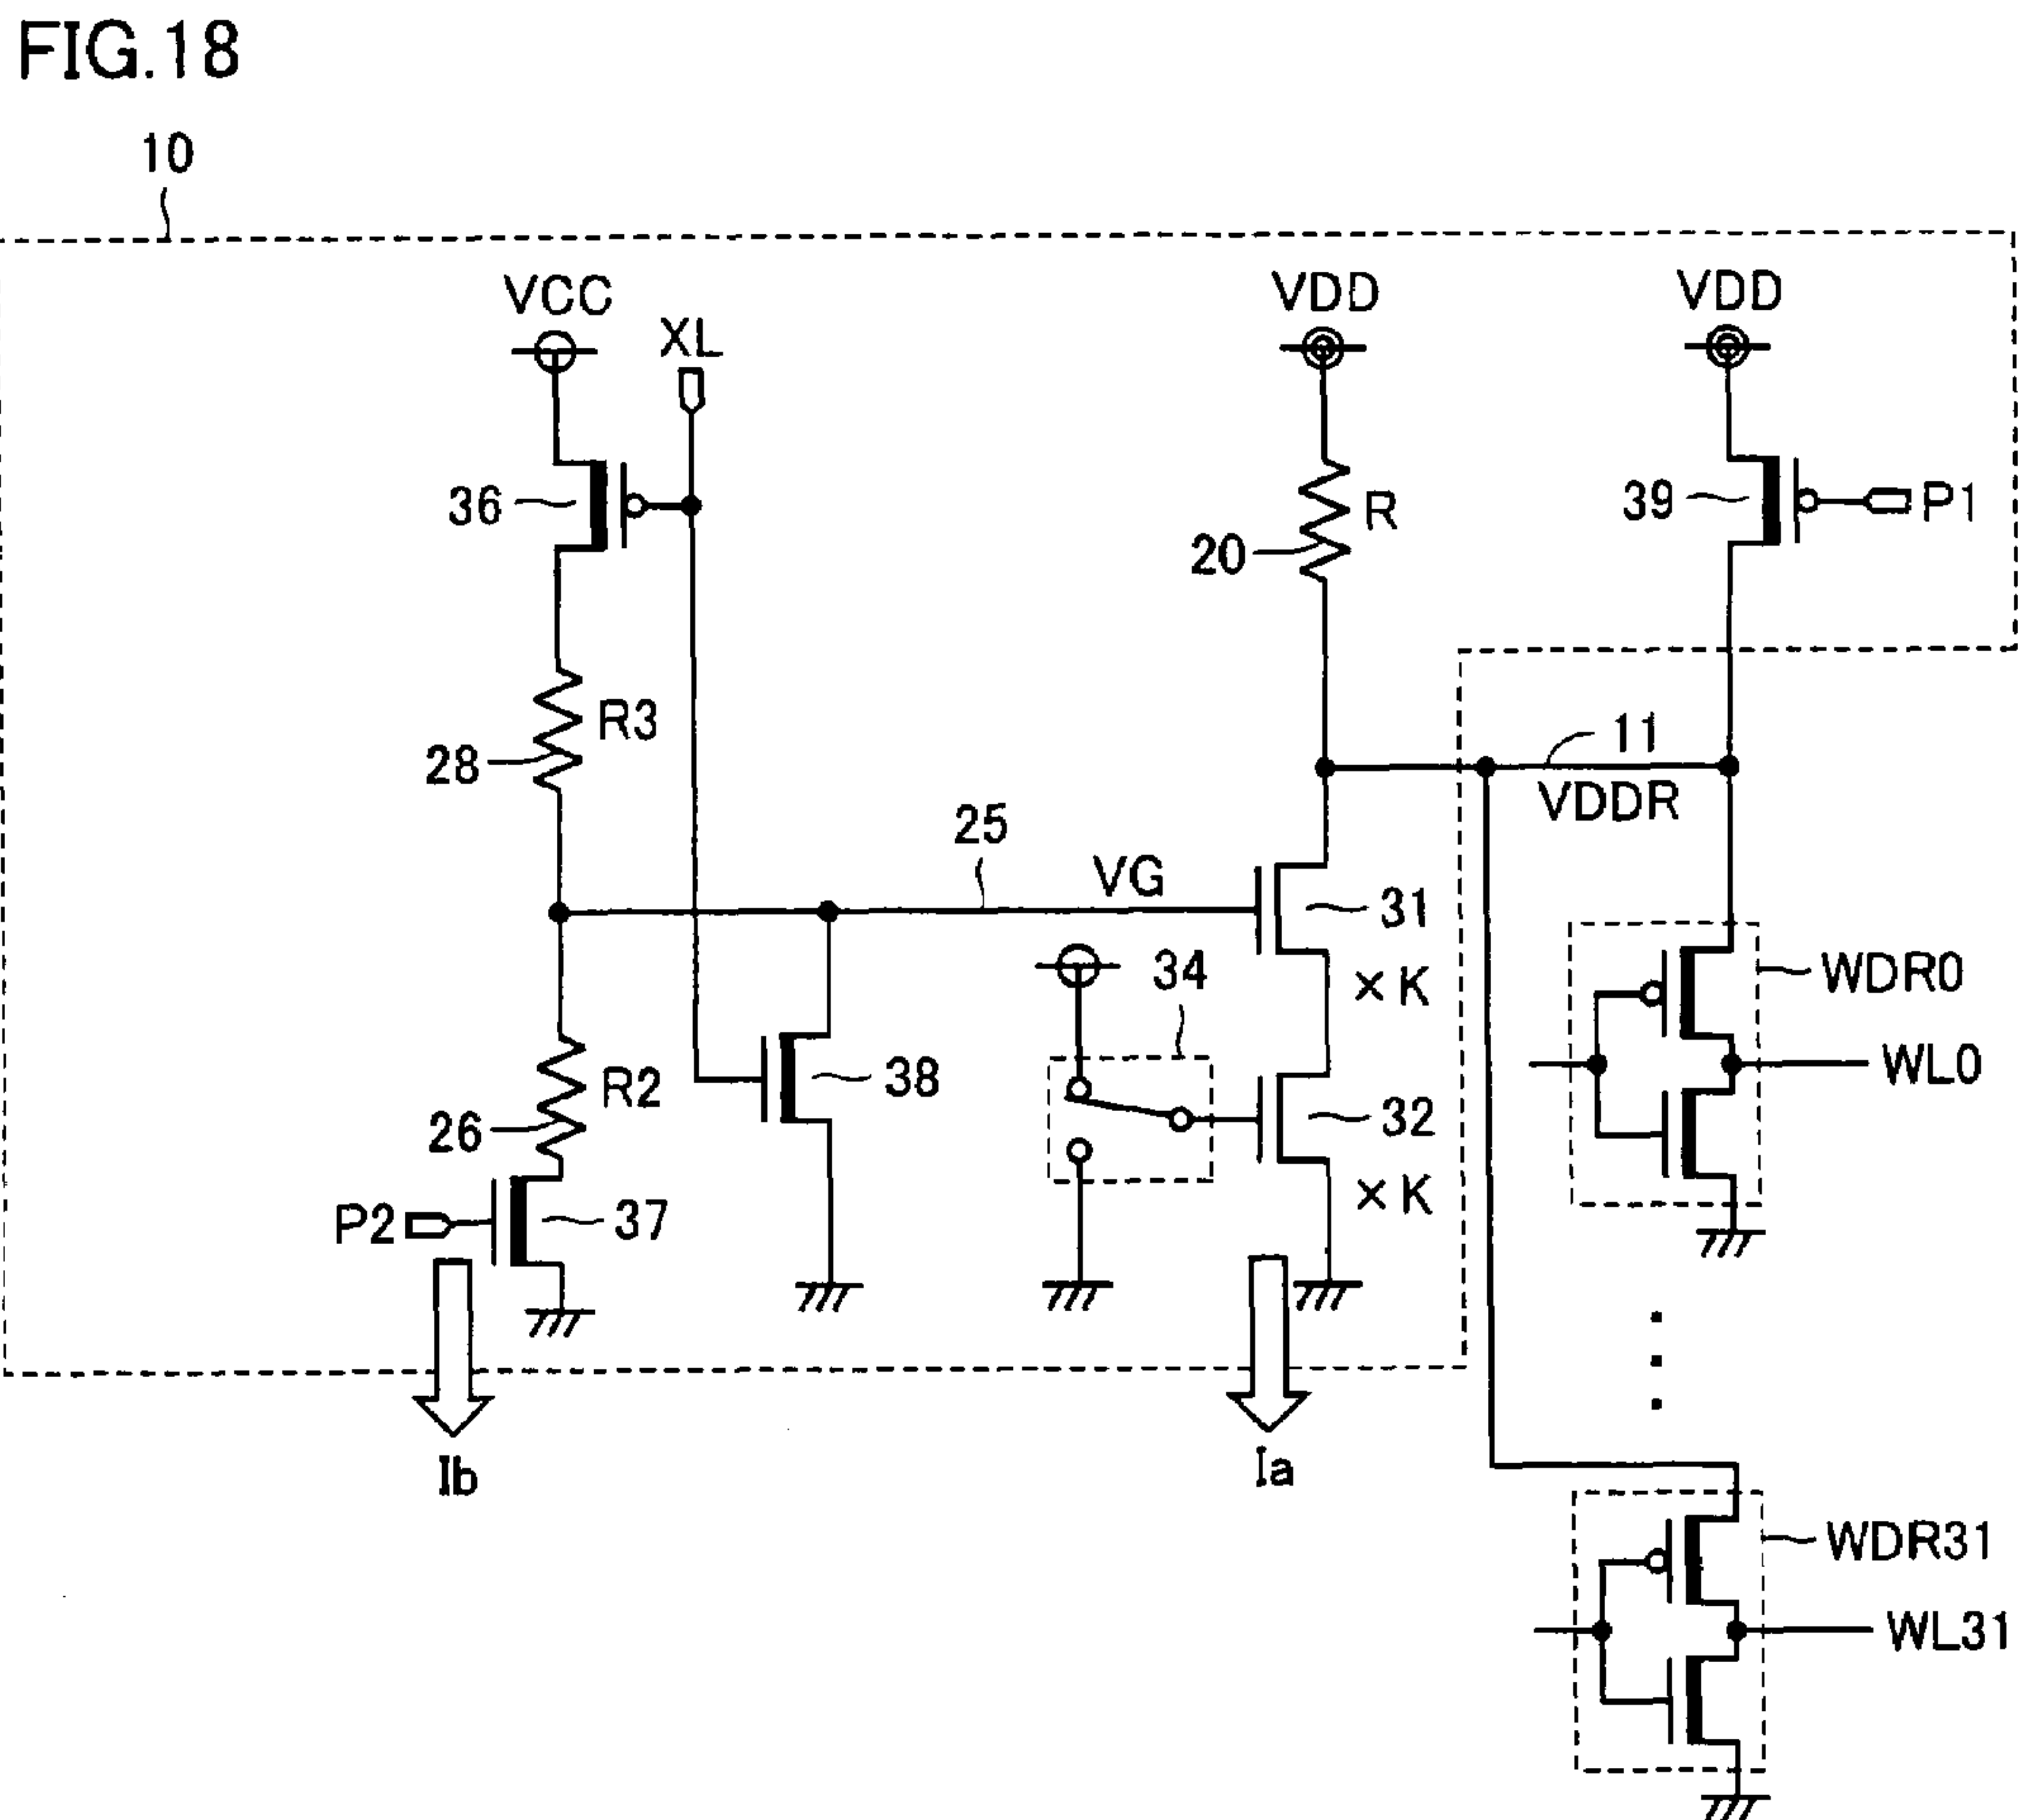 FIG.18
10
VCC
XL
VDD
VDD
36
R
20
39
P1
R3
28
11
VDDR
25
VG
31
× K
34
WDR0
WL0
R2
26
38
32
× K
P2
37
Ib
Ia
WDR31
WL31